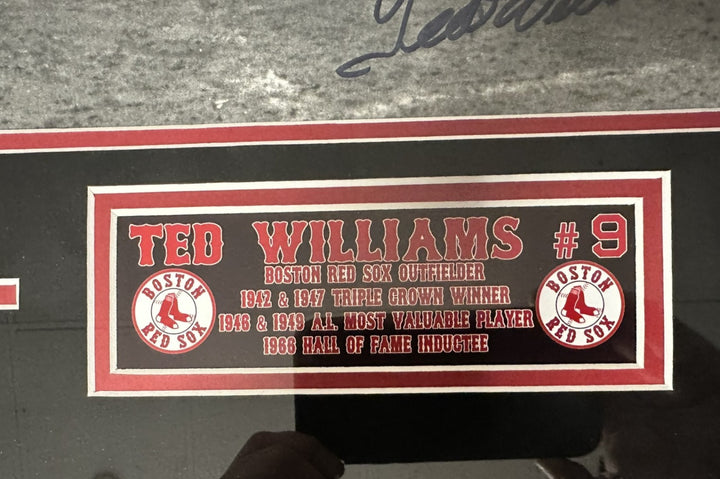 Ted
TED WILLIAMS #9
BOSTON RED SOX OUTFIELDER
1942 & 1947 TRIPLE CROWN WINNER
1946 & 1949 A.L. MOST VALUABLE PLAYER
1966 HALL OF FAME INDUCTEE
BOSTON
RED SOX
BOSTON
RED SOX